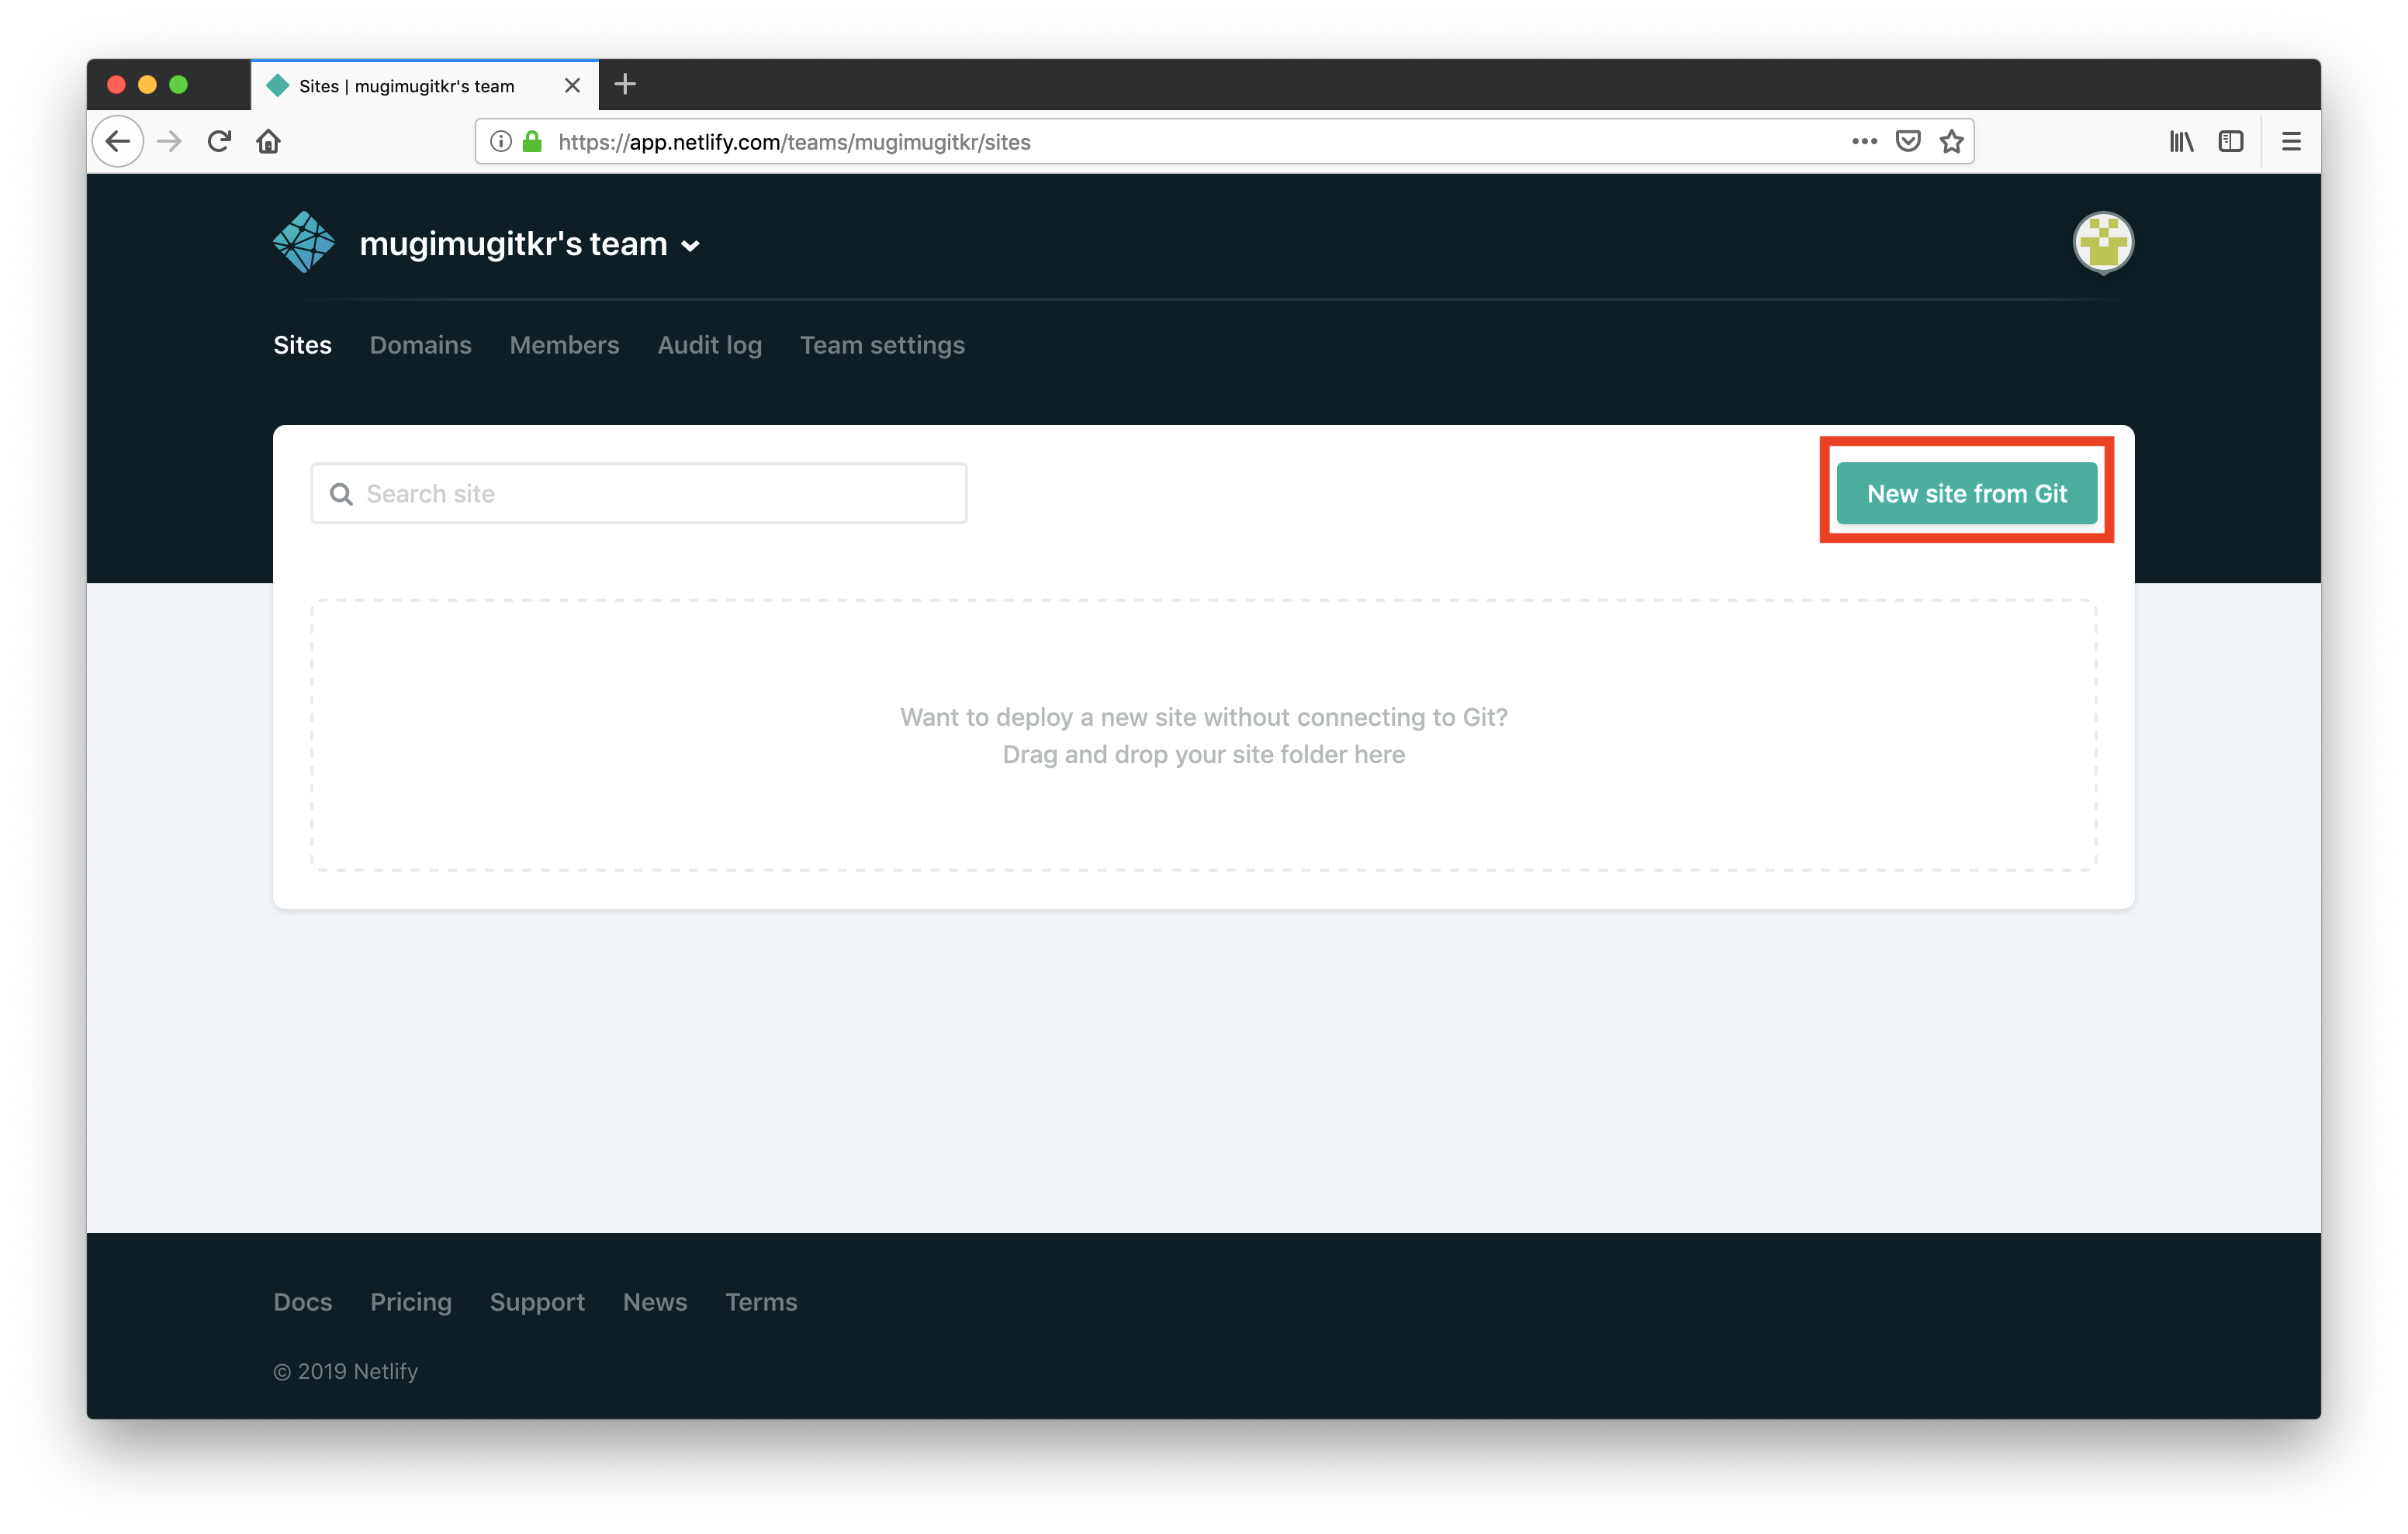 Sites | mugimugitkr's team
https://app.netlify.com/teams/mugimugitkr/sites
mugimugitkr's team
Sites Domains Members Audit log Team settings
Search site
New site from Git
Want to deploy a new site without connecting to Git?
Drag and drop your site folder here
Docs Pricing Support News Terms
© 2019 Netlify